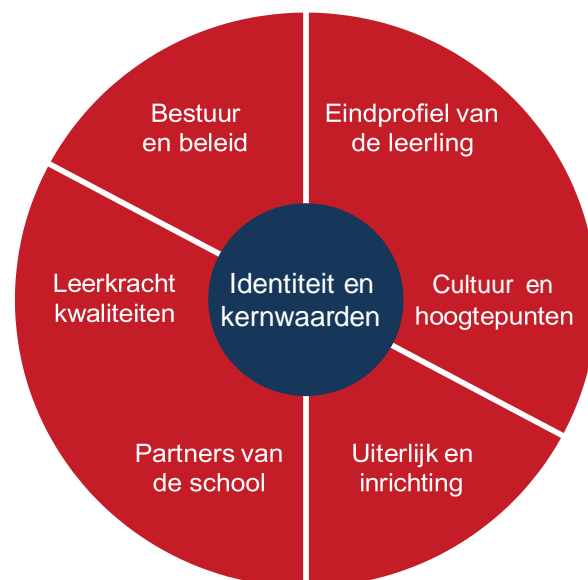 Bestuur
en beleid
Eindprofiel van
de leerling
Leerkracht
kwaliteiten
Identiteit en
kernwaarden
Cultuur en
hoogtepunten
Partners van
de school
Uiterlijk en
inrichting